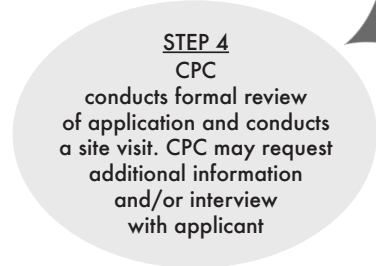 STEP 4
CPC
conducts formal review
of application and conducts
a site visit. CPC may request
additional information
and/or interview
with applicant